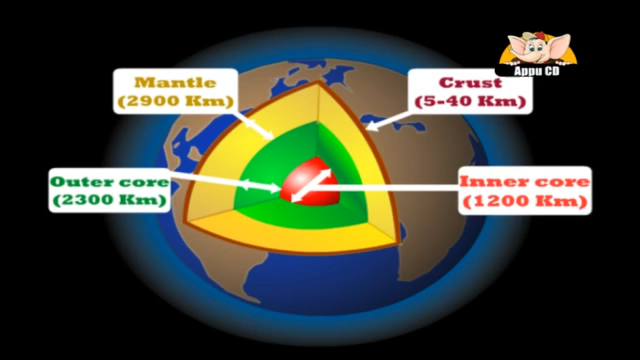 Appu CD
Mantle
(2900 Km)
Crust
(5-40 Km)
Outer core
(2300 Km)
Inner core
(1200 Km)